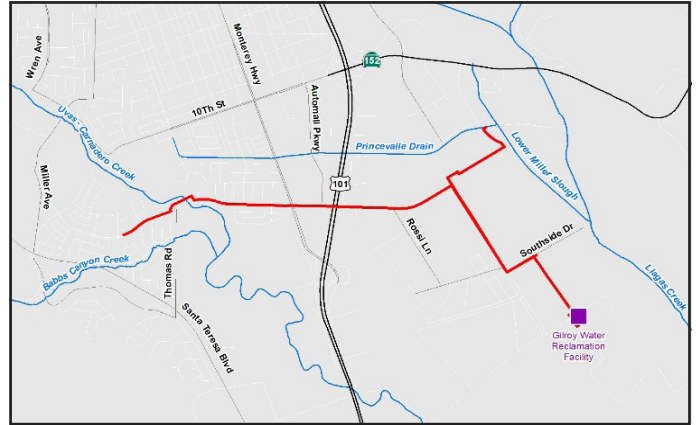 Wren Ave
Monterey Hwy
152
10Th St
Automall Pkwy
Uvas - Carnadero Creek
Princevalle Drain
Lower Miller Slough
Miller Ave
101
Rossi Ln
Southside Dr
Babbs Canyon Creek
Thomas Rd
Llagas Creek
Santa Teresa Blvd
Gilroy Water
Reclamation
Facility